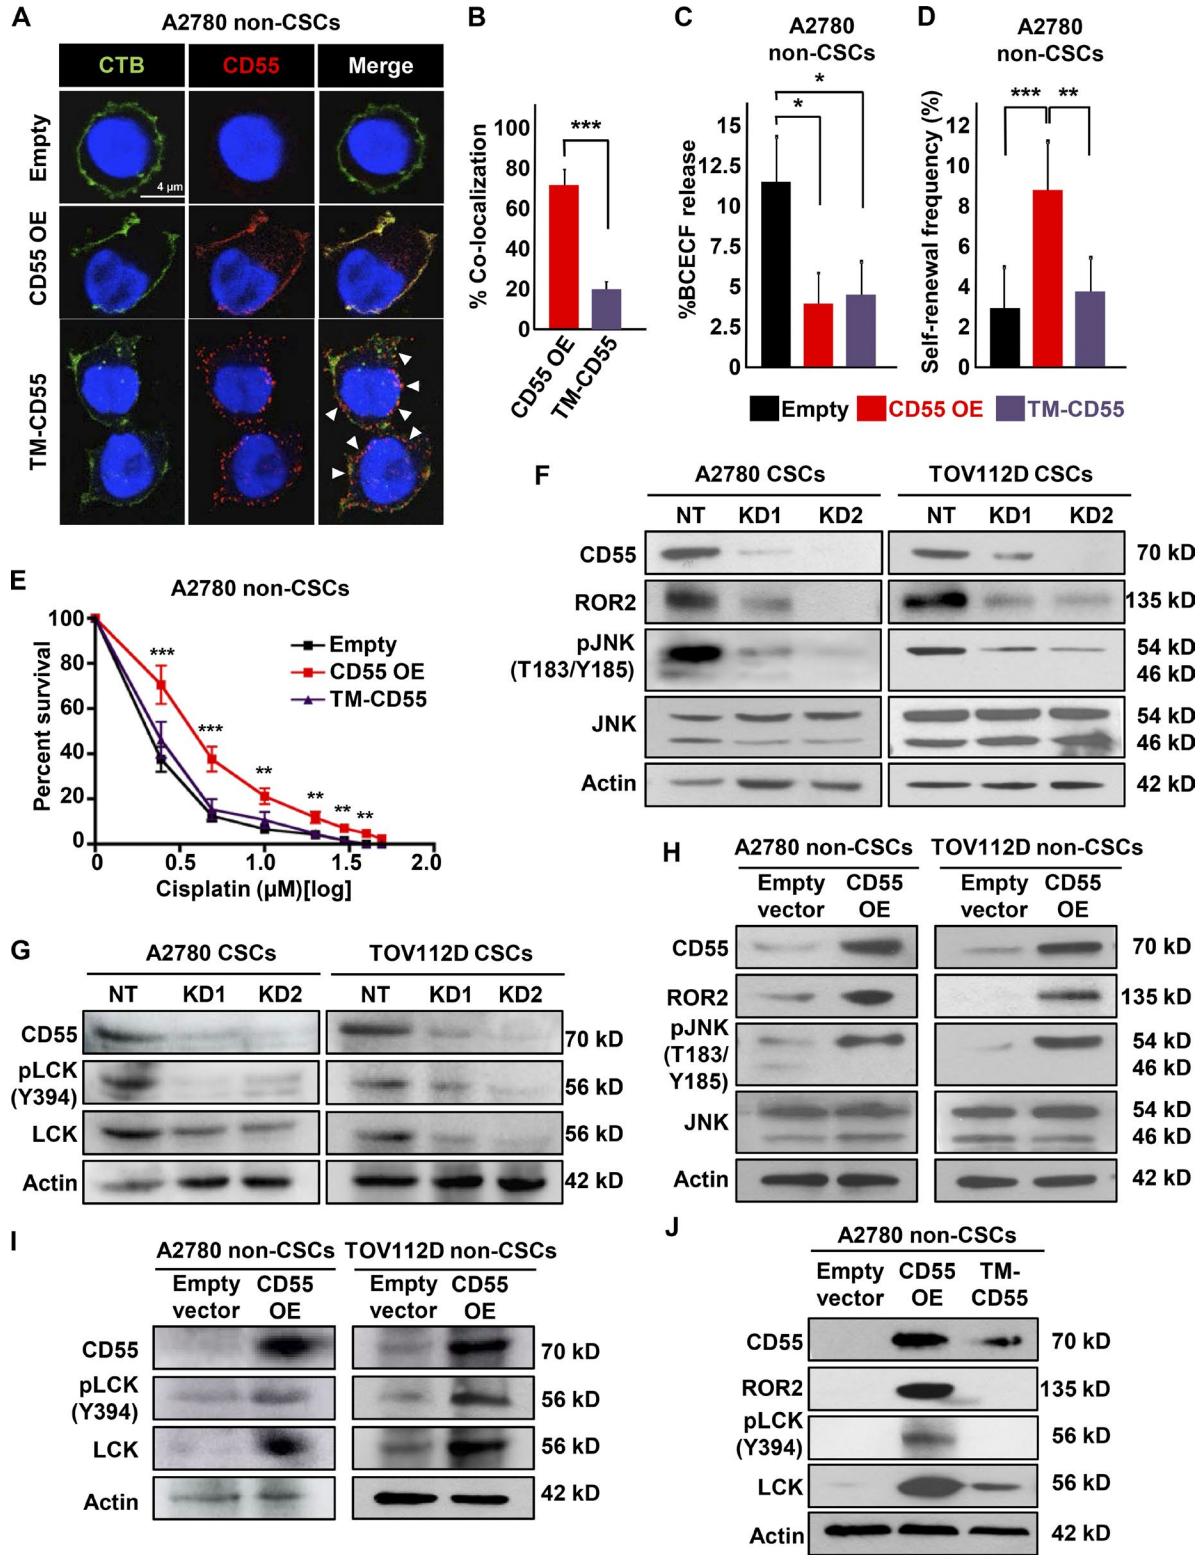 A
A2780 non-CSCs
CTB CD55 Merge
Empty
4 µm
CD55 OE
TM-CD55
B
% Co-localization
100
80
60
40
20
0
***
CD55 OE
TM-CD55
C
A2780
non-CSCs
%BCECF release
15
12.5
10
7.5
5
2.5
0
*
*
D
A2780
non-CSCs
Self-renewal frequency (%)
12
10
8
6
4
2
0
*** **
Empty CD55 OE TM-CD55
E
A2780 non-CSCs
Percent survival
100
80
60
40
20
0
Empty
CD55 OE
TM-CD55
***
***
**
**
**
**
0 0.5 1.0 1.5 2.0
Cisplatin (µM)[log]
F
A2780 CSCs TOV112D CSCs
NT KD1 KD2 NT KD1 KD2
CD55 70 kD
ROR2 135 kD
pJNK 54 kD
(T183/Y185) 46 kD
JNK 54 kD
46 kD
Actin 42 kD
G
A2780 CSCs TOV112D CSCs
NT KD1 KD2 NT KD1 KD2
CD55 70 kD
pLCK
(Y394) 56 kD
LCK 56 kD
Actin 42 kD
H
A2780 non-CSCs TOV112D non-CSCs
Empty CD55 Empty CD55
vector OE vector OE
CD55 70 kD
ROR2 135 kD
pJNK 54 kD
(T183/ 46 kD
Y185)
JNK 54 kD
46 kD
Actin 42 kD
I
A2780 non-CSCs TOV112D non-CSCs
Empty CD55 Empty CD55
vector OE vector OE
CD55 70 kD
pLCK 56 kD
(Y394)
LCK 56 kD
Actin 42 kD
J
A2780 non-CSCs
Empty CD55 TM-
vector OE CD55
CD55 70 kD
ROR2 135 kD
pLCK 56 kD
(Y394)
LCK 56 kD
Actin 42 kD